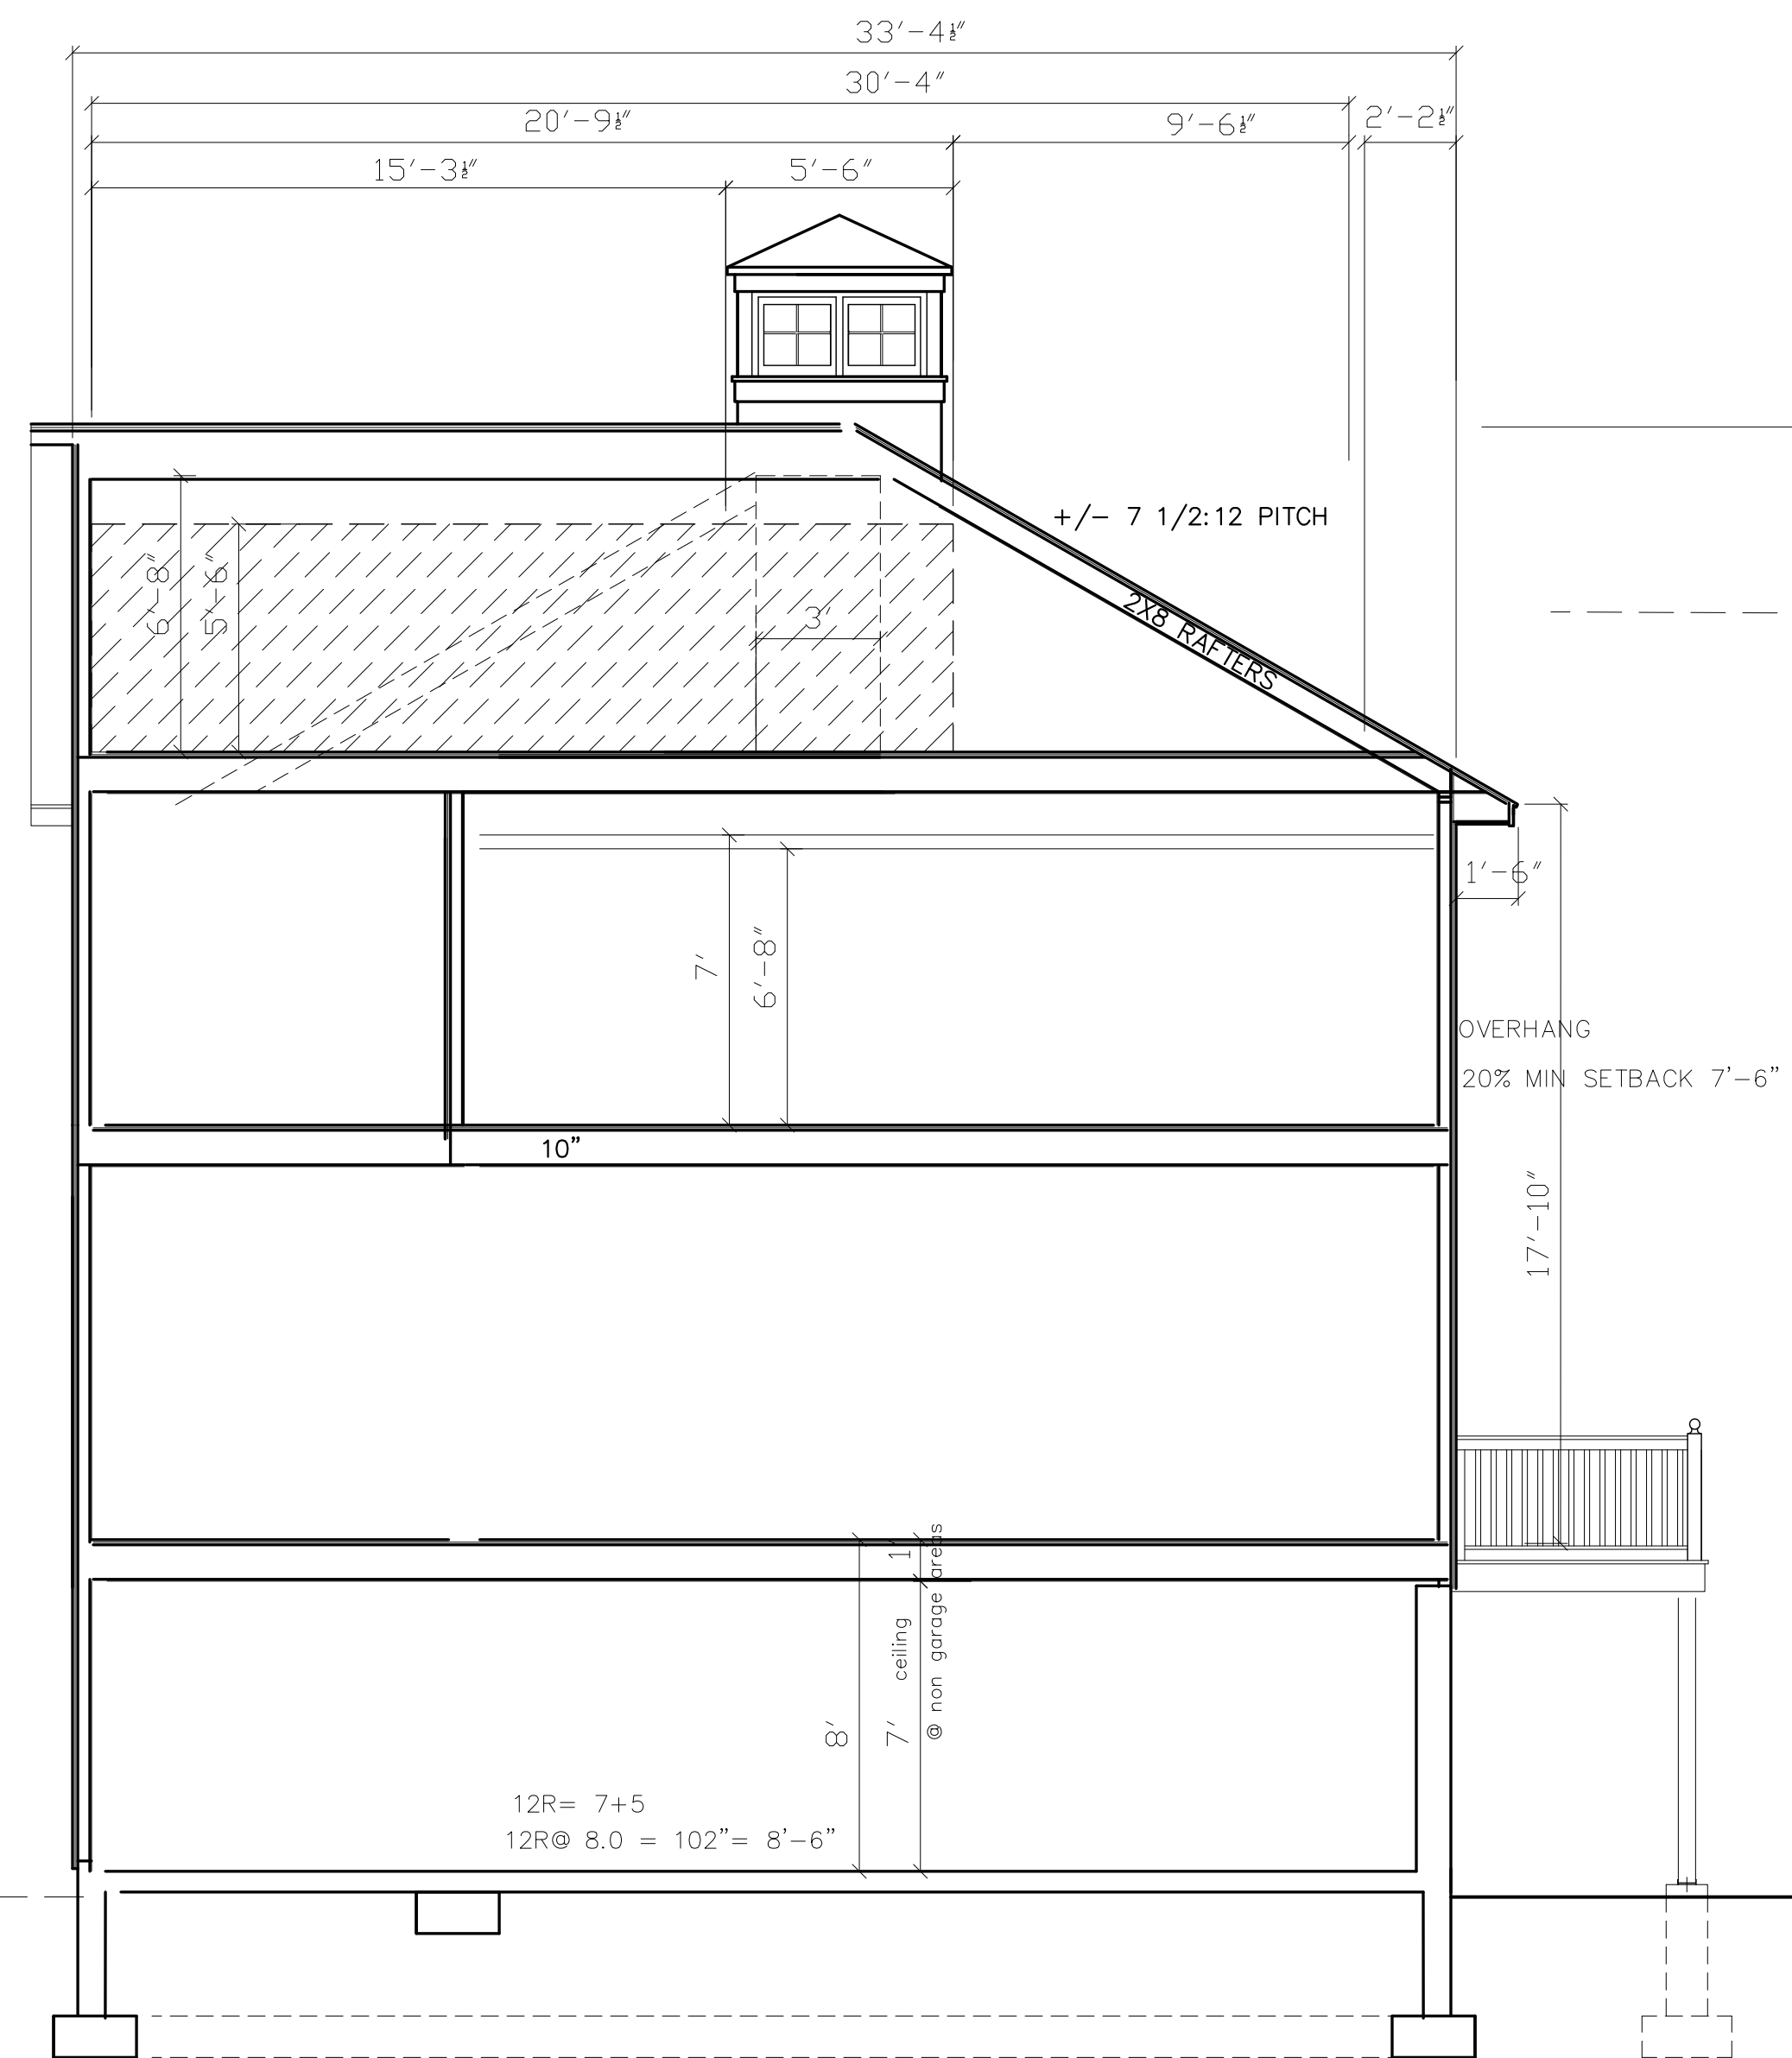 33'-4½"
30'-4"
20'-9½"
9'-6½"
2'-2½"
15'-3½"
5'-6"
+/- 7 1/2:12 PITCH
6'-8"
5'-6"
3'
2X8 RAFTERS
1'-6"
7'
6'-8"
OVERHANG
20% MIN SETBACK 7'-6"
10"
17'-10"
1'
ceiling
@ non garage areas
8'
7'
12R= 7+5
12R@ 8.0 = 102"= 8'-6"